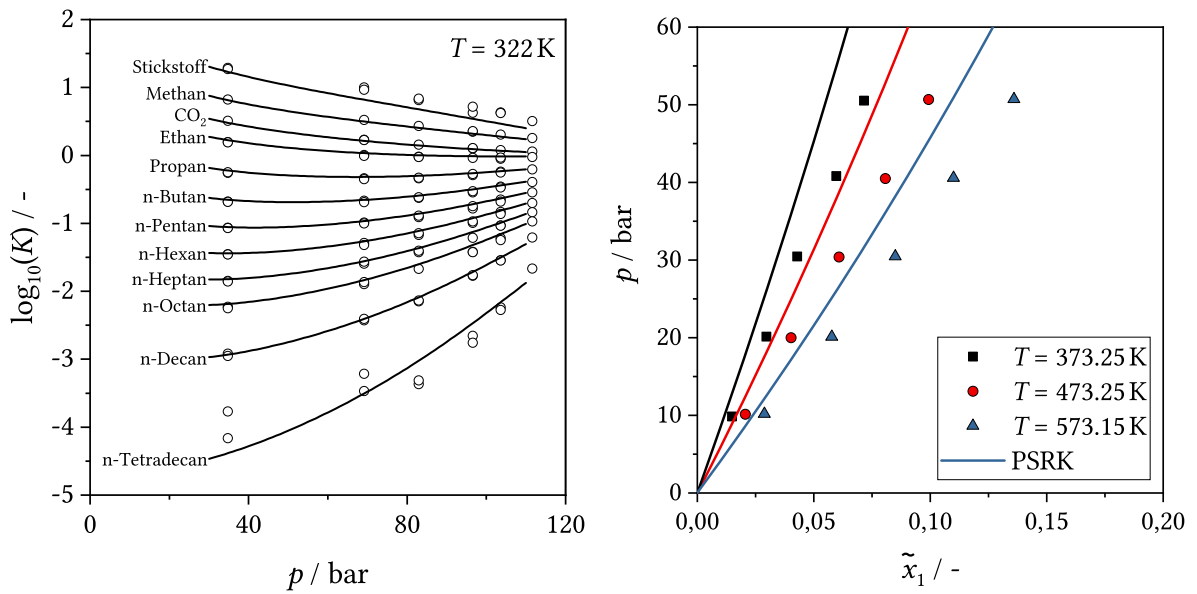 2
1
0
-1
-2
-3
-4
-5
log₁₀(K) / -
T = 322 K
Stickstoff
Methan
CO₂
Ethan
Propan
n-Butan
n-Pentan
n-Hexan
n-Heptan
n-Octan
n-Decan
n-Tetradecan
0
40
80
120
p / bar
60
50
40
30
20
10
0
p / bar
T = 373.25 K
T = 473.25 K
T = 573.15 K
PSRK
0,00
0,05
0,10
0,15
0,20
x̃₁ / -